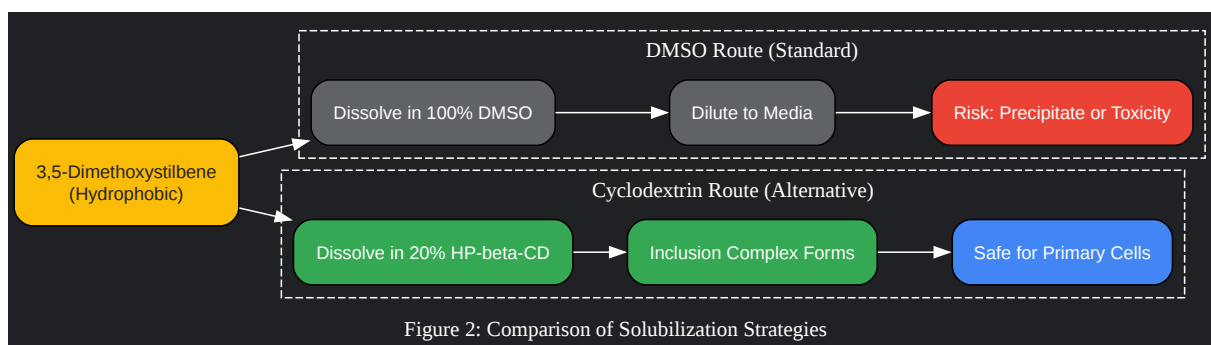 DMSO Route (Standard)
Dissolve in 100% DMSO
Dilute to Media
Risk: Precipitate or Toxicity
3,5-Dimethoxystilbene
(Hydrophobic)
Cyclodextrin Route (Alternative)
Dissolve in 20% HP-beta-CD
Inclusion Complex Forms
Safe for Primary Cells
Figure 2: Comparison of Solubilization Strategies